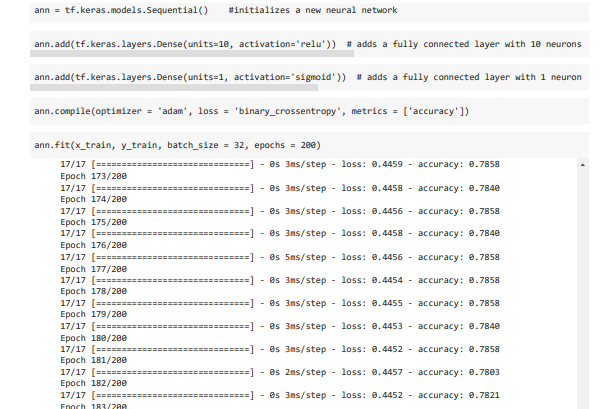 ann = tf.keras.models.Sequential()    #initializes a new neural network
ann.add(tf.keras.layers.Dense(units=10, activation='relu'))  # adds a fully connected layer with 10 neurons
ann.add(tf.keras.layers.Dense(units=1, activation='sigmoid'))  # adds a fully connected layer with 1 neuron
ann.compile(optimizer = 'adam', loss = 'binary_crossentropy', metrics = ['accuracy'])
ann.fit(x_train, y_train, batch_size = 32, epochs = 200)
17/17 [==============================] - 0s 3ms/step - loss: 0.4459 - accuracy: 0.7858
Epoch 173/200
17/17 [==============================] - 0s 3ms/step - loss: 0.4458 - accuracy: 0.7840
Epoch 174/200
17/17 [==============================] - 0s 3ms/step - loss: 0.4456 - accuracy: 0.7858
Epoch 175/200
17/17 [==============================] - 0s 3ms/step - loss: 0.4458 - accuracy: 0.7840
Epoch 176/200
17/17 [==============================] - 0s 5ms/step - loss: 0.4456 - accuracy: 0.7858
Epoch 177/200
17/17 [==============================] - 0s 3ms/step - loss: 0.4454 - accuracy: 0.7858
Epoch 178/200
17/17 [==============================] - 0s 3ms/step - loss: 0.4455 - accuracy: 0.7858
Epoch 179/200
17/17 [==============================] - 0s 3ms/step - loss: 0.4453 - accuracy: 0.7840
Epoch 180/200
17/17 [==============================] - 0s 3ms/step - loss: 0.4452 - accuracy: 0.7858
Epoch 181/200
17/17 [==============================] - 0s 2ms/step - loss: 0.4457 - accuracy: 0.7803
Epoch 182/200
17/17 [==============================] - 0s 3ms/step - loss: 0.4452 - accuracy: 0.7821
Epoch 183/200